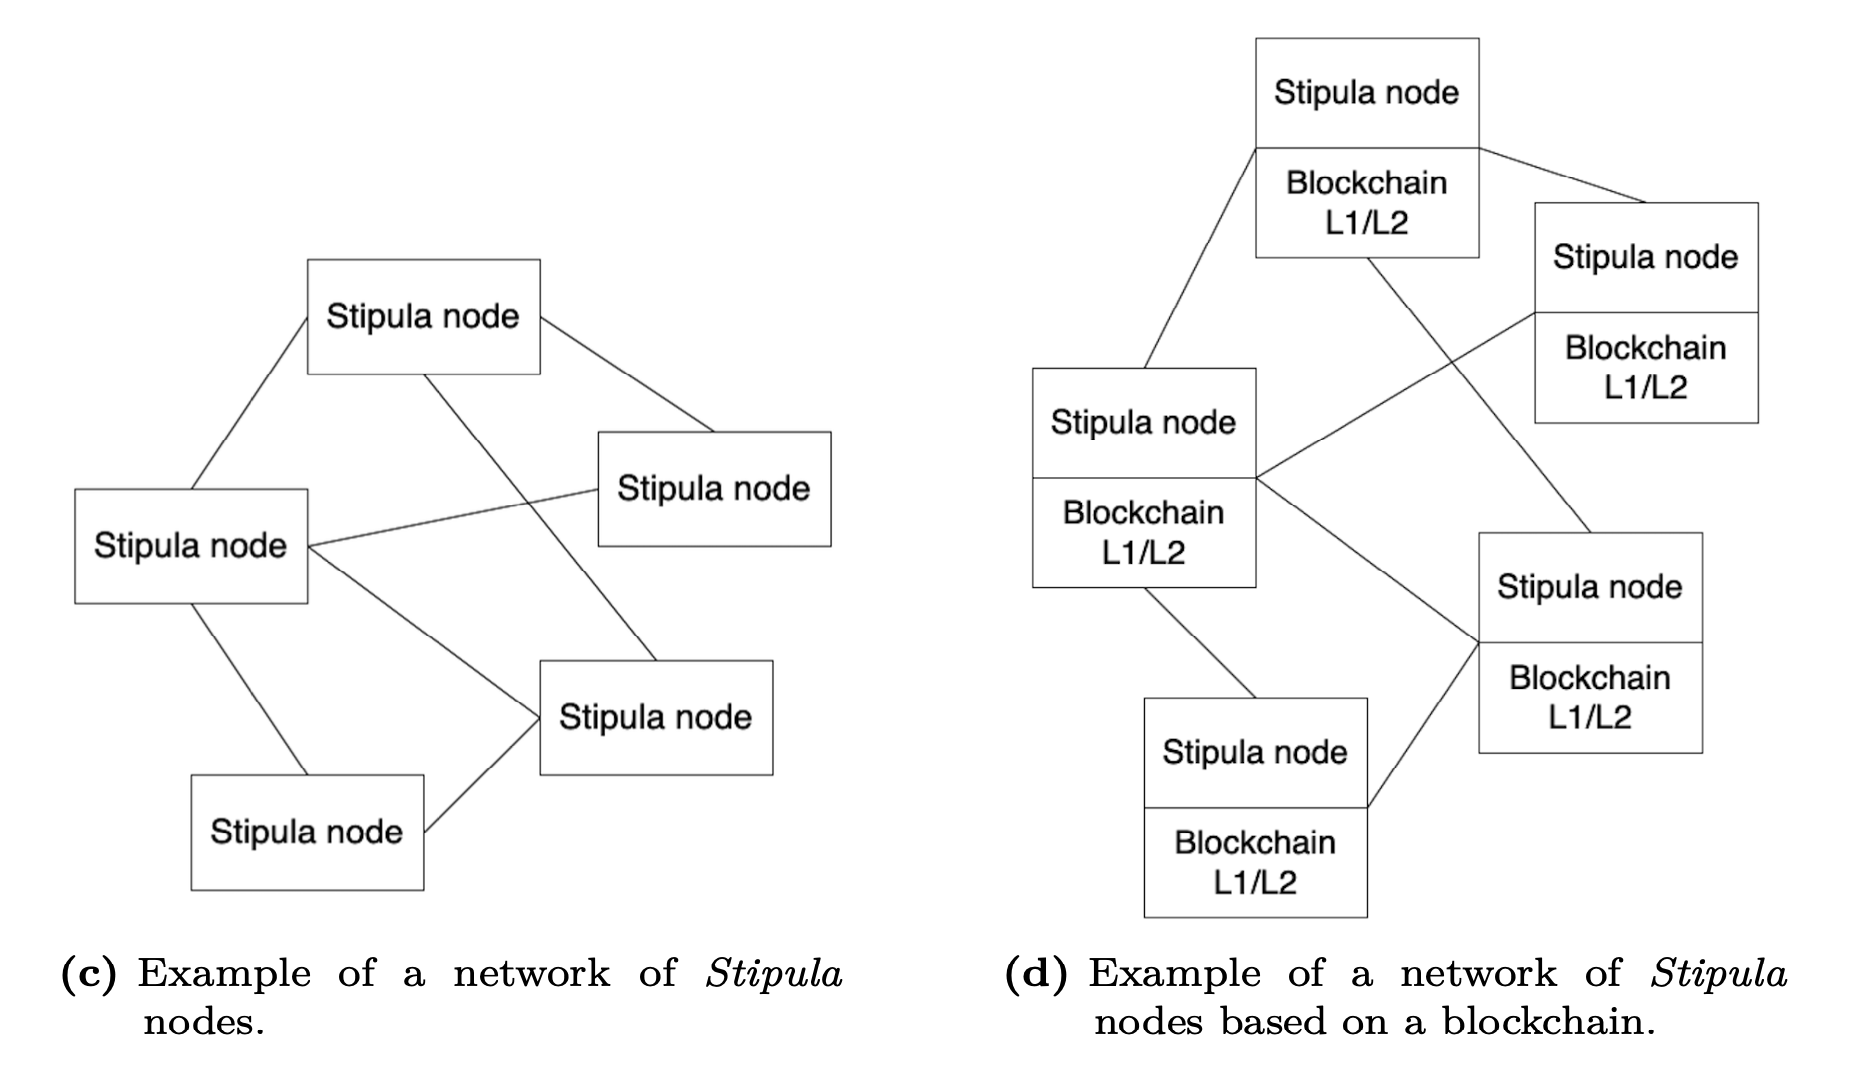 Stipula node
Stipula node
Stipula node
Stipula node
Stipula node
(c) Example of a network of Stipula
nodes.
Stipula node
Blockchain
L1/L2
Stipula node
Blockchain
L1/L2
Stipula node
Blockchain
L1/L2
Stipula node
Blockchain
L1/L2
Stipula node
Blockchain
L1/L2
(d) Example of a network of Stipula
nodes based on a blockchain.